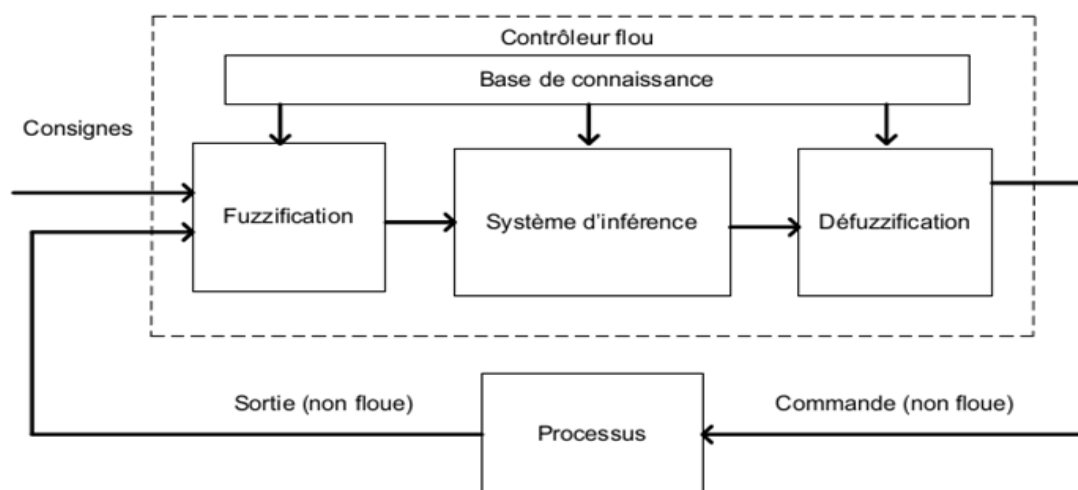 Contrôleur flou
Base de connaissance
Consignes
Fuzzification
Système d'inférence
Défuzzification
Sortie (non floue)
Commande (non floue)
Processus